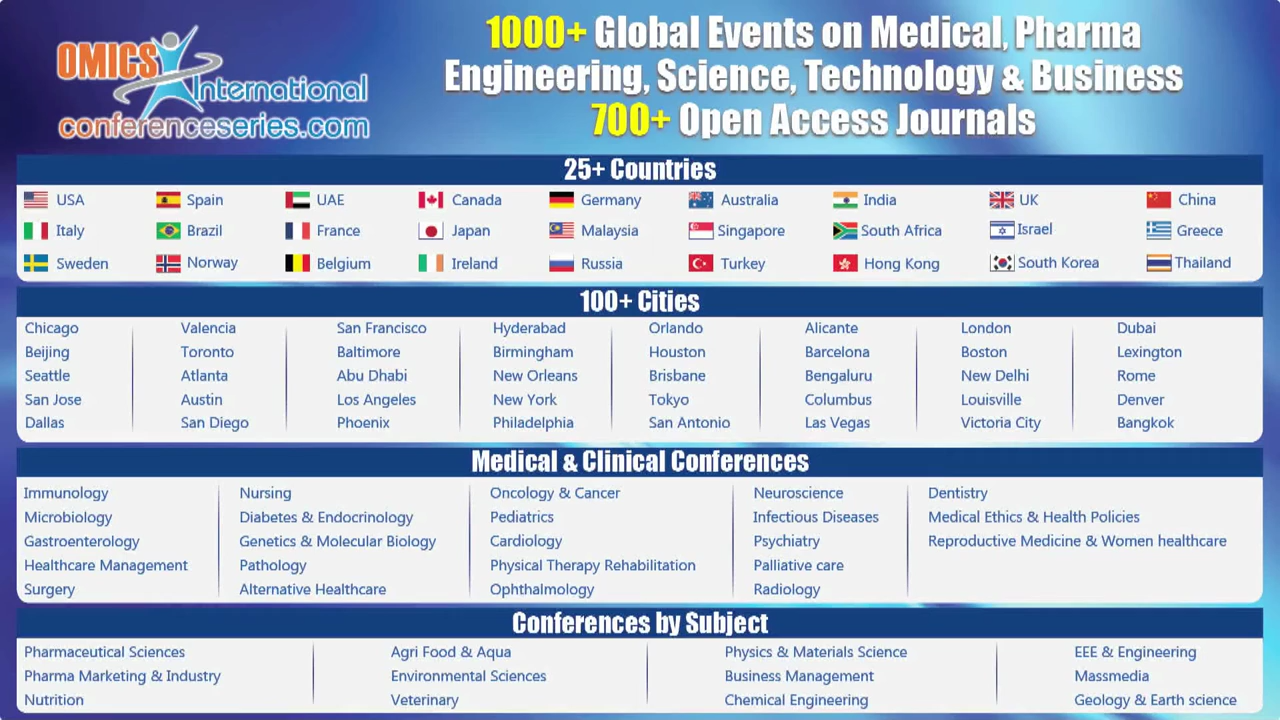 OMICS
International
conferenceseries.com
1000+ Global Events on Medical, Pharma
Engineering, Science, Technology & Business
700+ Open Access Journals
25+ Countries
USA Spain UAE Canada Germany Australia India UK China
Italy Brazil France Japan Malaysia Singapore South Africa Israel Greece
Sweden Norway Belgium Ireland Russia Turkey Hong Kong South Korea Thailand
100+ Cities
Chicago Valencia San Francisco Hyderabad Orlando Alicante London Dubai
Beijing Toronto Baltimore Birmingham Houston Barcelona Boston Lexington
Seattle Atlanta Abu Dhabi New Orleans Brisbane Bengaluru New Delhi Rome
San Jose Austin Los Angeles New York Tokyo Columbus Louisville Denver
Dallas San Diego Phoenix Philadelphia San Antonio Las Vegas Victoria City Bangkok
Medical & Clinical Conferences
Immunology Nursing Oncology & Cancer Neuroscience Dentistry
Microbiology Diabetes & Endocrinology Pediatrics Infectious Diseases Medical Ethics & Health Policies
Gastroenterology Genetics & Molecular Biology Cardiology Psychiatry Reproductive Medicine & Women healthcare
Healthcare Management Pathology Physical Therapy Rehabilitation Palliative care
Surgery Alternative Healthcare Ophthalmology Radiology
Conferences by Subject
Pharmaceutical Sciences Agri Food & Aqua Physics & Materials Science EEE & Engineering
Pharma Marketing & Industry Environmental Sciences Business Management Massmedia
Nutrition Veterinary Chemical Engineering Geology & Earth science